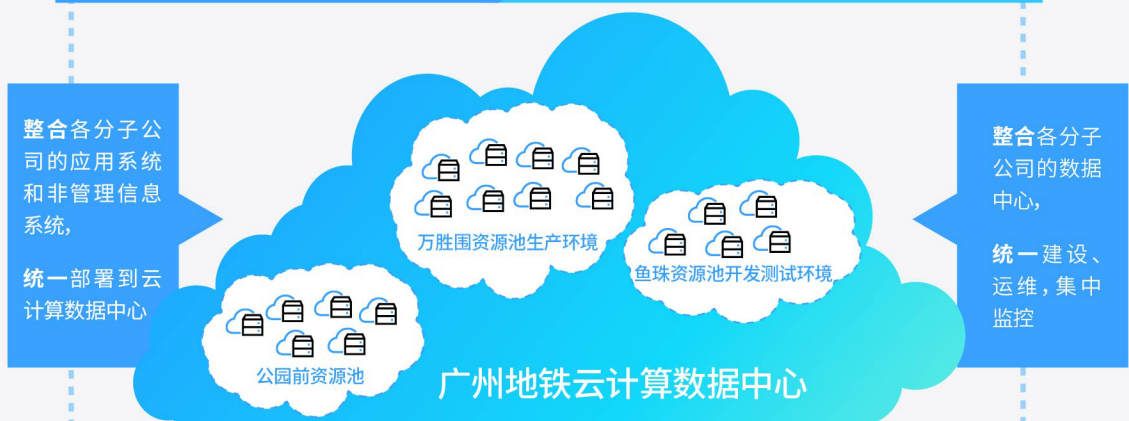 整合各分子公
司的应用系统
和非管理信息
系统,
统一部署到云
计算数据中心
万胜围资源池生产环境
鱼珠资源池开发测试环境
公园前资源池
广州地铁云计算数据中心
整合各分子
公司的数据
中心,
统一建设、
运维,集中
监控